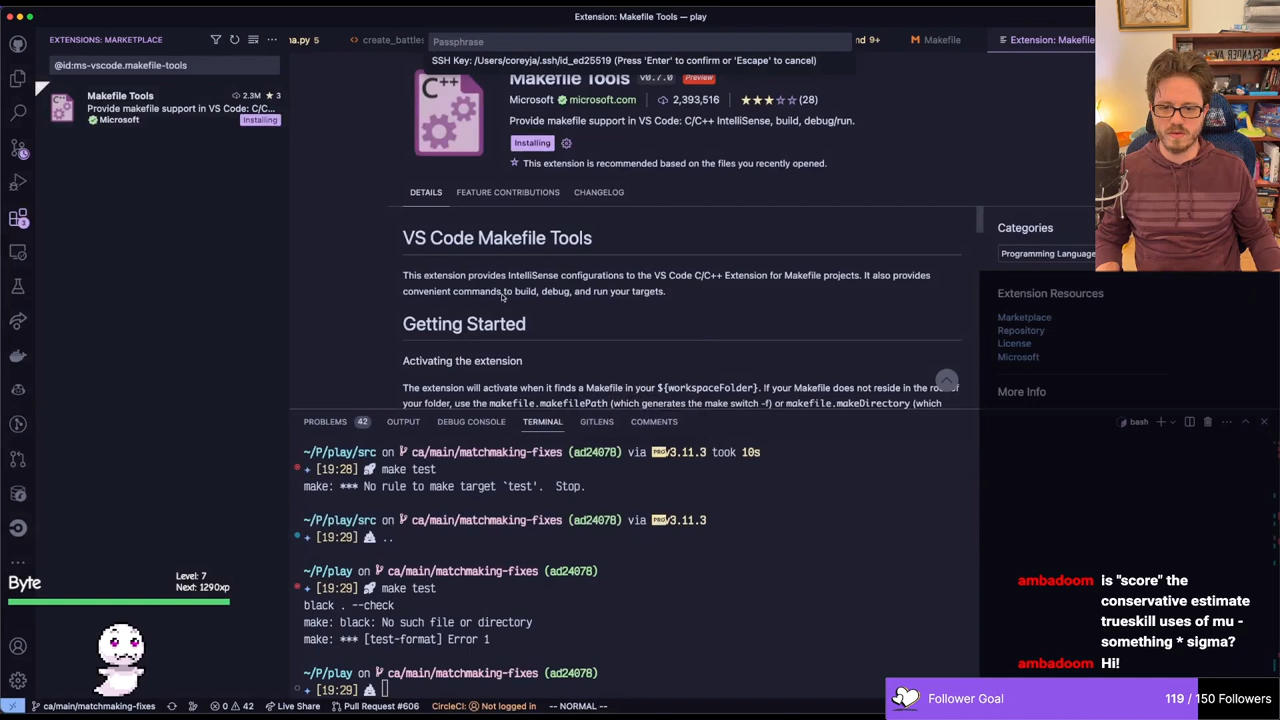 Extension: Makefile Tools — play
EXTENSIONS: MARKETPLACE
@id:ms-vscode.makefile-tools
Makefile Tools
2.3M ★ 3
Provide makefile support in VS Code: C/C...
Microsoft
Installing
na.py 5
create_battles
Passphrase
SSH Key: /Users/coreyja/.ssh/id_ed25519 (Press 'Enter' to confirm or 'Escape' to cancel)
nd 9+
Makefile
Extension: Makefile
C++
Makefile Tools
v0.7.0
Preview
Microsoft
microsoft.com
2,393,516
(28)
Provide makefile support in VS Code: C/C++ IntelliSense, build, debug/run.
Installing
This extension is recommended based on the files you recently opened.
DETAILS
FEATURE CONTRIBUTIONS
CHANGELOG
VS Code Makefile Tools
This extension provides IntelliSense configurations to the VS Code C/C++ Extension for Makefile projects. It also provides
convenient commands to build, debug, and run your targets.
Getting Started
Activating the extension
The extension will activate when it finds a Makefile in your ${workspaceFolder}. If your Makefile does not reside in the root of
your folder, use the makefile.makefilePath (which generates the make switch -f) or makefile.makeDirectory (which
Categories
Programming Language
Extension Resources
Marketplace
Repository
License
Microsoft
More Info
PROBLEMS 42
OUTPUT
DEBUG CONSOLE
TERMINAL
GITLENS
COMMENTS
bash
~/P/play/src on ca/main/matchmaking-fixes (ad24078) via v3.11.3 took 10s
[19:28] make test
make: *** No rule to make target `test'. Stop.
~/P/play/src on ca/main/matchmaking-fixes (ad24078) via v3.11.3
[19:29] ..
~/P/play on ca/main/matchmaking-fixes (ad24078)
[19:29] make test
black . --check
make: black: No such file or directory
make: *** [test-format] Error 1
~/P/play on ca/main/matchmaking-fixes (ad24078)
[19:29]
Byte
Level: 7
Next: 1290xp
ambadoom is "score" the
conservative estimate
trueskill uses of mu -
something * sigma?
ambadoom Hi!
Follower Goal
119 / 150 Followers
ca/main/matchmaking-fixes
0 42
Live Share
Pull Request #606
CircleCI: Not logged in
-- NORMAL --